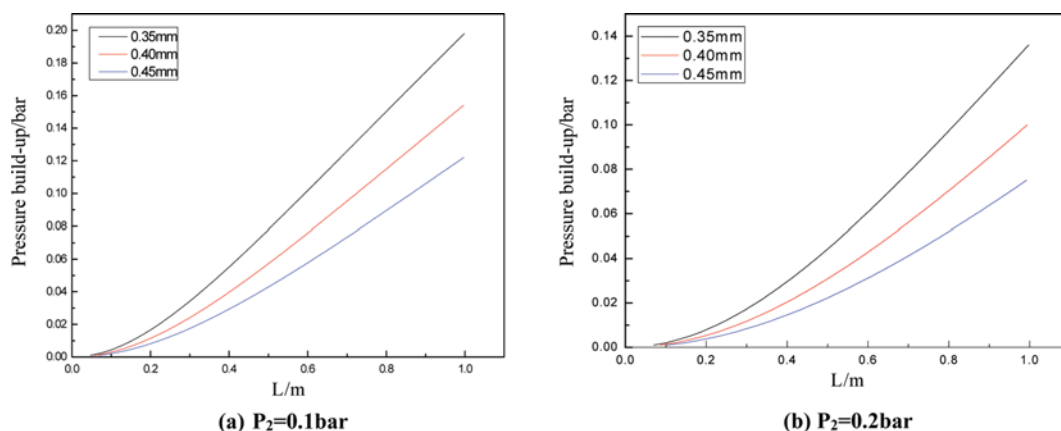 0.20
0.18
0.16
0.14
0.12
0.10
0.08
0.06
0.04
0.02
0.00
Pressure build-up/bar
0.35mm
0.40mm
0.45mm
0.0 0.2 0.4 0.6 0.8 1.0
L/m
(a) P₂=0.1bar
0.14
0.12
0.10
0.08
0.06
0.04
0.02
0.00
Pressure build-up/bar
0.35mm
0.40mm
0.45mm
0.0 0.2 0.4 0.6 0.8 1.0
L/m
(b) P₂=0.2bar